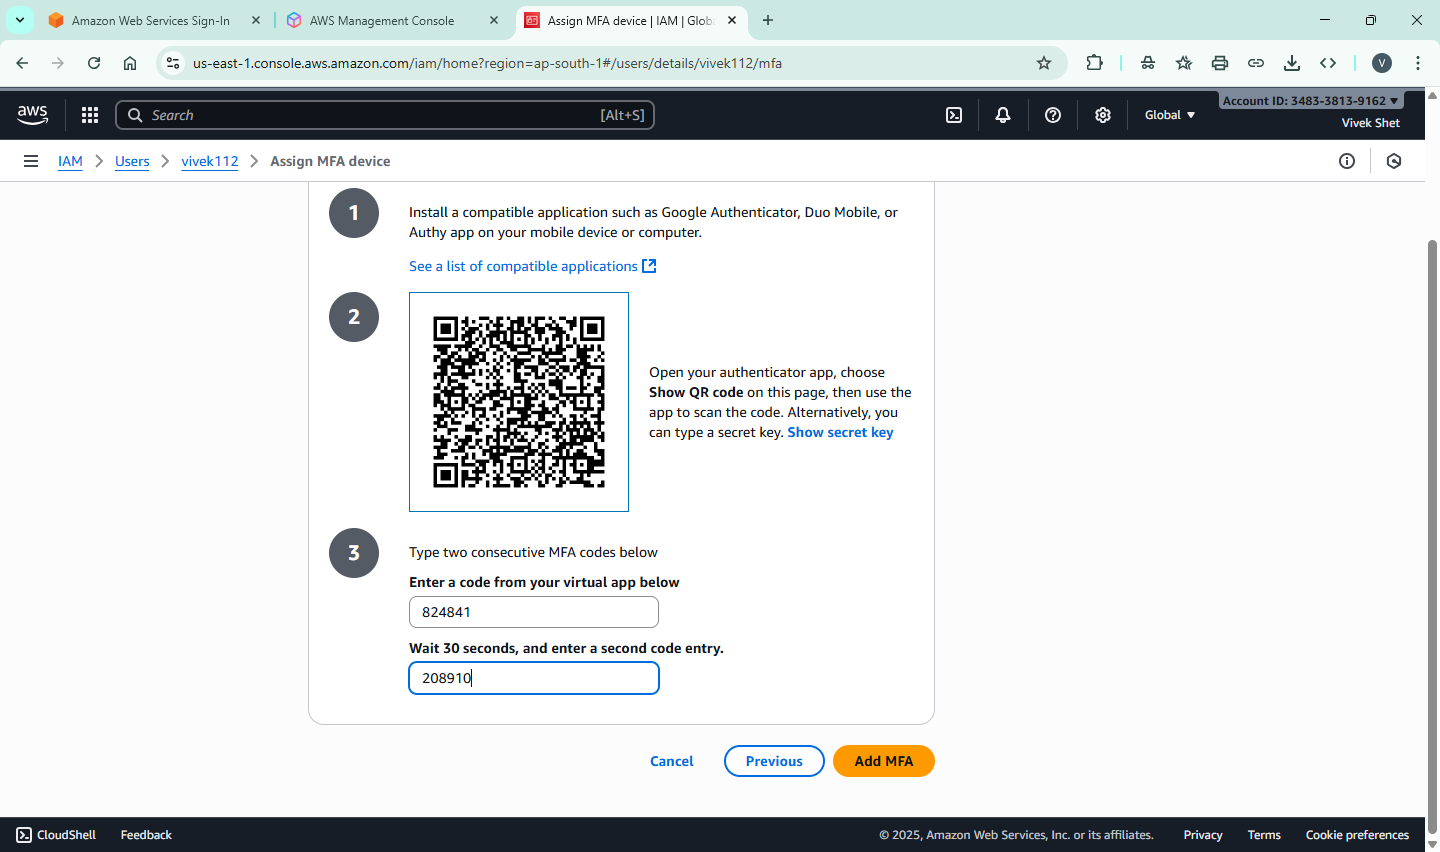 Amazon Web Services Sign-In
AWS Management Console
Assign MFA device | IAM | Globa
us-east-1.console.aws.amazon.com/iam/home?region=ap-south-1#/users/details/vivek112/mfa
V
aws
Search
[Alt+S]
Global
Account ID: 3483-3813-9162
Vivek Shet
IAM
Users
vivek112
Assign MFA device
1
Install a compatible application such as Google Authenticator, Duo Mobile, or
Authy app on your mobile device or computer.
See a list of compatible applications
2
Open your authenticator app, choose
Show QR code on this page, then use the
app to scan the code. Alternatively, you
can type a secret key. Show secret key
3
Type two consecutive MFA codes below
Enter a code from your virtual app below
824841
Wait 30 seconds, and enter a second code entry.
208910
Cancel
Previous
Add MFA
CloudShell
Feedback
© 2025, Amazon Web Services, Inc. or its affiliates.
Privacy
Terms
Cookie preferences